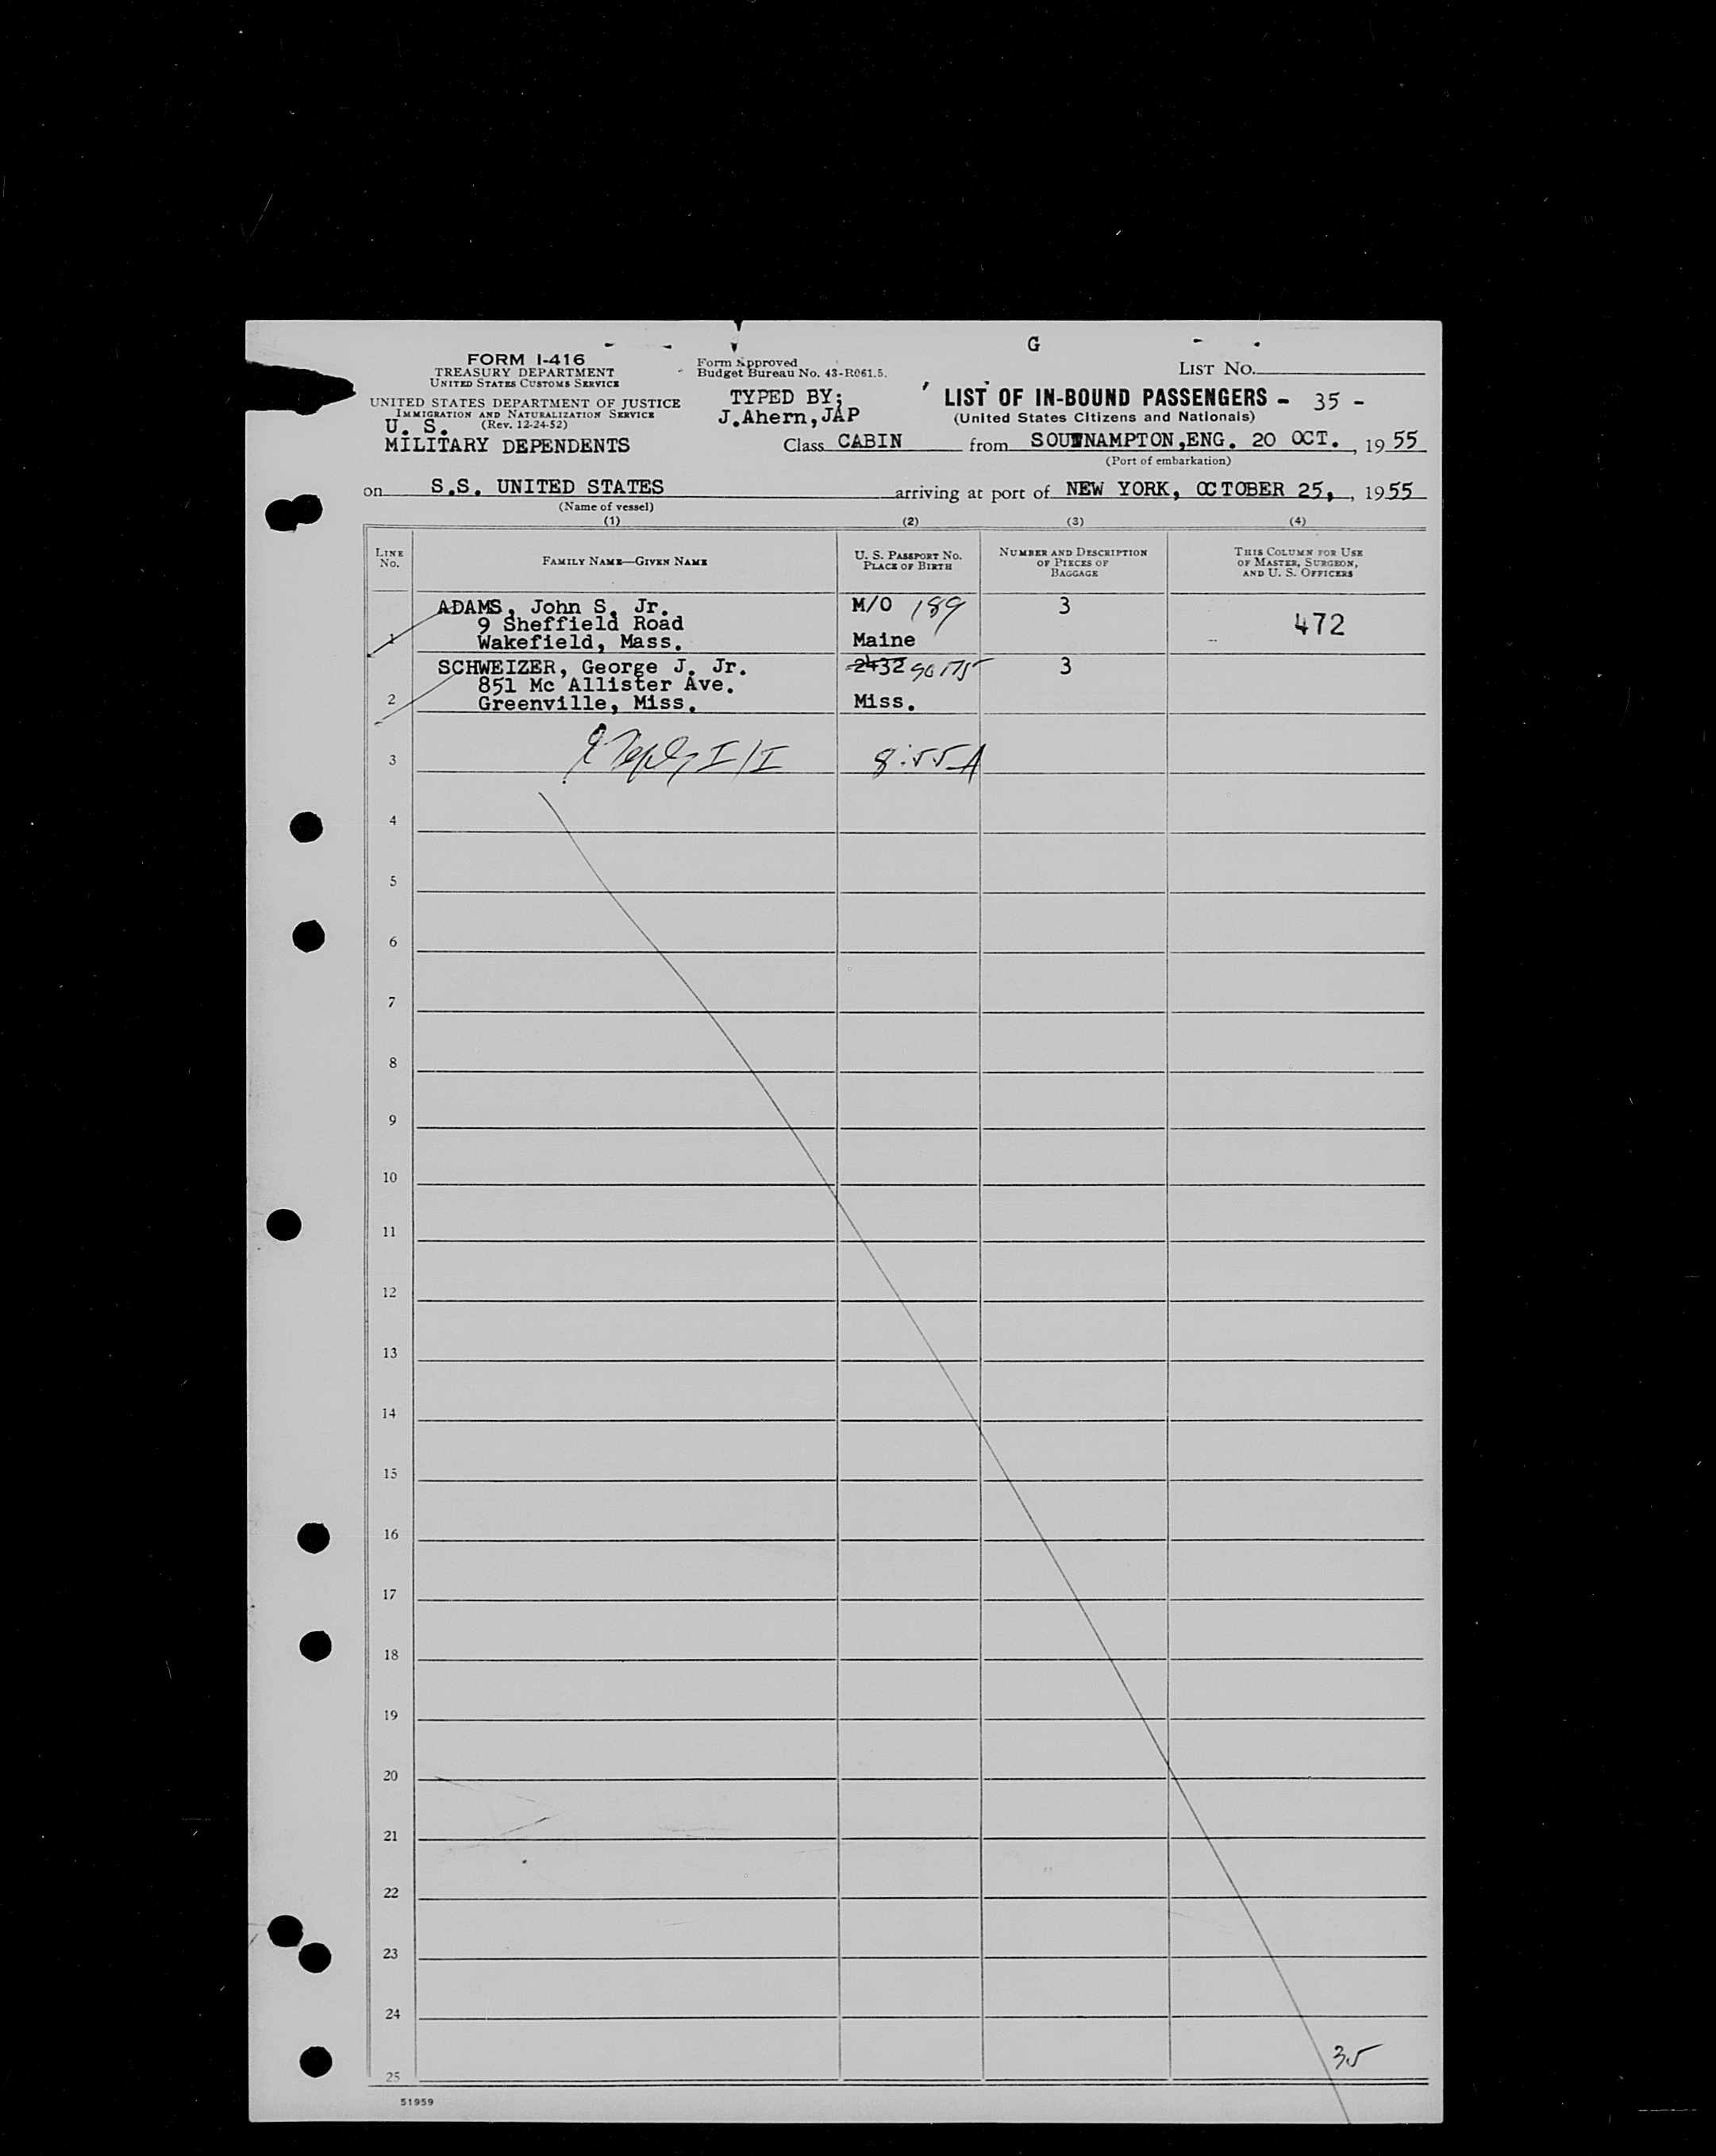 G
FORM I-416
TREASURY DEPARTMENT
UNITED STATES CUSTOMS SERVICE
UNITED STATES DEPARTMENT OF JUSTICE
IMMIGRATION AND NATURALIZATION SERVICE
(Rev. 12-24-52)
U. S.
MILITARY DEPENDENTS
Form Approved
Budget Bureau No. 43-R061.5.
TYPED BY;
J.Ahern,JAP
LIST NO.
LIST OF IN-BOUND PASSENGERS - 35 -
(United States Citizens and Nationals)
Class CABIN from SOUTNAMPTON,ENG. 20 OCT. , 1955
(Port of embarkation)
on S.S. UNITED STATES arriving at port of NEW YORK, OCTOBER 25, , 1955
(Name of vessel)
(1) (2) (3) (4)
LINE NO.
FAMILY NAME—GIVEN NAME
U. S. PASSPORT NO.
PLACE OF BIRTH
NUMBER AND DESCRIPTION
OF PIECES OF
BAGGAGE
THIS COLUMN FOR USE
OF MASTER, SURGEON,
AND U. S. OFFICERS
ADAMS, John S. Jr. M/O 189 3
9 Sheffield Road 472
1 Wakefield, Mass. Maine
SCHWEIZER, George J. Jr. 2432 3
851 Mc Allister Ave.
2 Greenville, Miss. Miss.
3 I/I 8:55A
4
5
6
7
8
9
10
11
12
13
14
15
16
17
18
19
20
21
22
23
24
35
25
51959